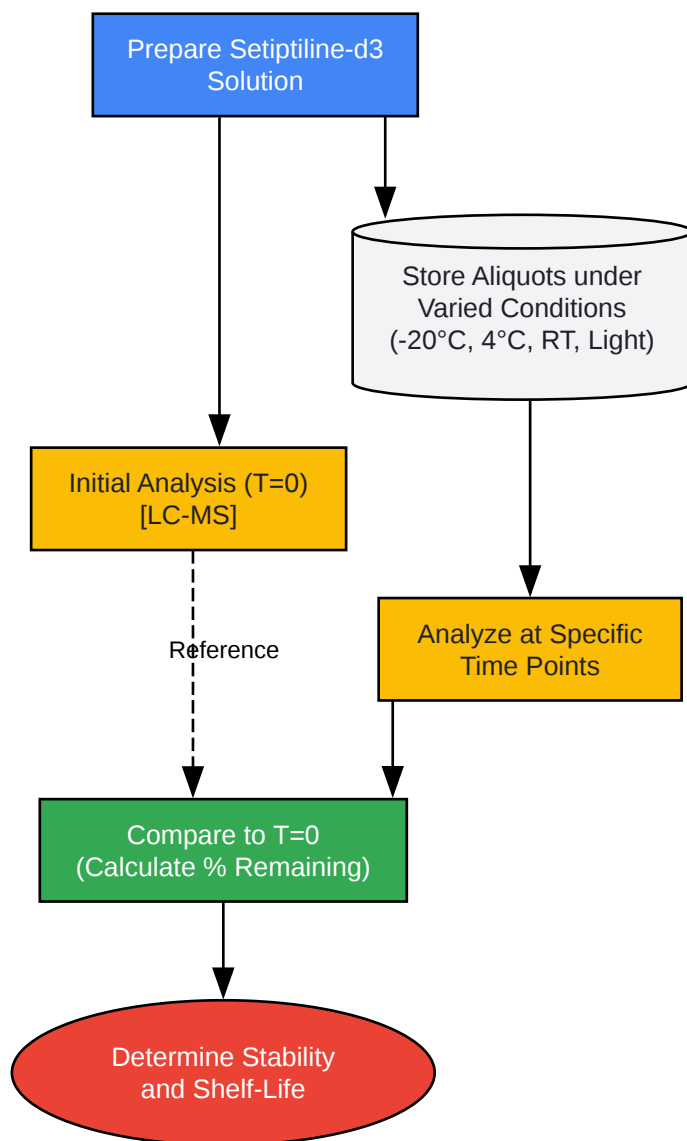 Prepare Setiptiline-d3
Solution
Store Aliquots under
Varied Conditions
(-20°C, 4°C, RT, Light)
Initial Analysis (T=0)
[LC-MS]
Analyze at Specific
Time Points
Reference
Compare to T=0
(Calculate % Remaining)
Determine Stability
and Shelf-Life